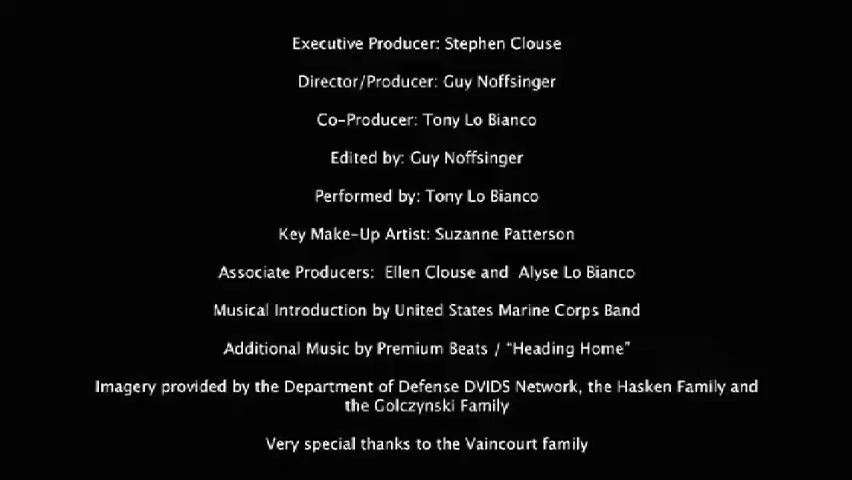 Executive Producer: Stephen Clouse
Director/Producer: Guy Noffsinger
Co-Producer: Tony Lo Bianco
Edited by: Guy Noffsinger
Performed by: Tony Lo Bianco
Key Make-Up Artist: Suzanne Patterson
Associate Producers:  Ellen Clouse and  Alyse Lo Bianco
Musical Introduction by United States Marine Corps Band
Additional Music by Premium Beats / “Heading Home”
Imagery provided by the Department of Defense DVIDS Network, the Hasken Family and
the Golczynski Family
Very special thanks to the Vaincourt family